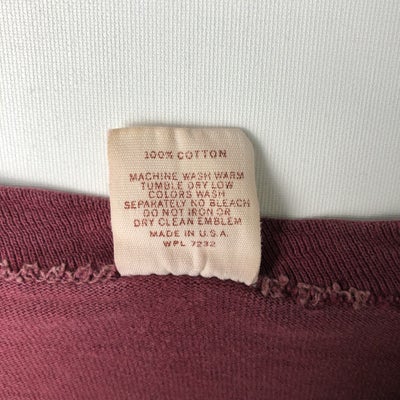 100% COTTON
MACHINE WASH WARM
TUMBLE DRY LOW
COLORS WASH
SEPARATELY NO BLEACH
DO NOT IRON OR
DRY CLEAN EMBLEM
MADE IN U.S.A.
WPL 7232